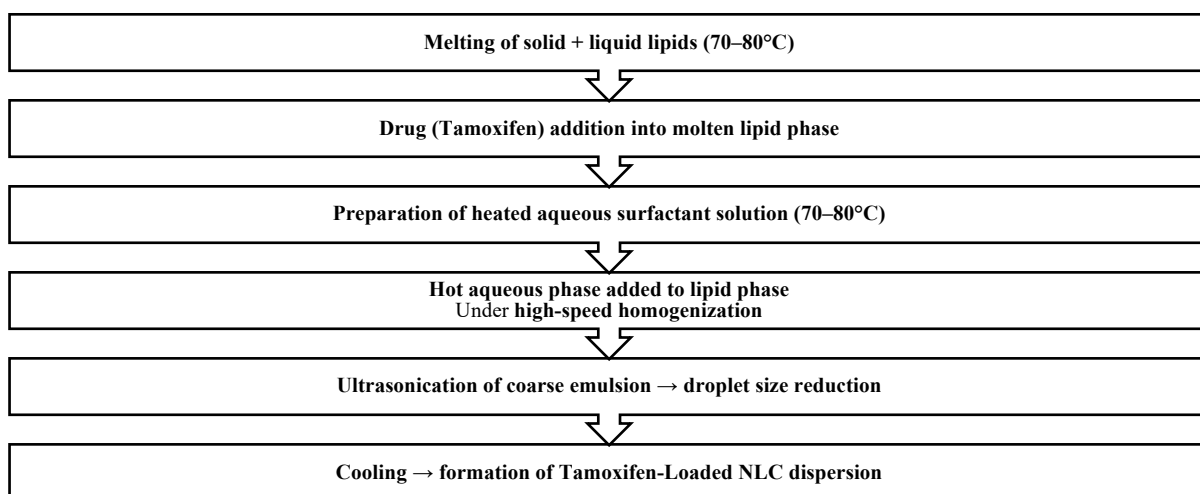 Melting of solid + liquid lipids (70–80°C)
Drug (Tamoxifen) addition into molten lipid phase
Preparation of heated aqueous surfactant solution (70–80°C)
Hot aqueous phase added to lipid phase
Under high-speed homogenization
Ultrasonication of coarse emulsion → droplet size reduction
Cooling → formation of Tamoxifen-Loaded NLC dispersion